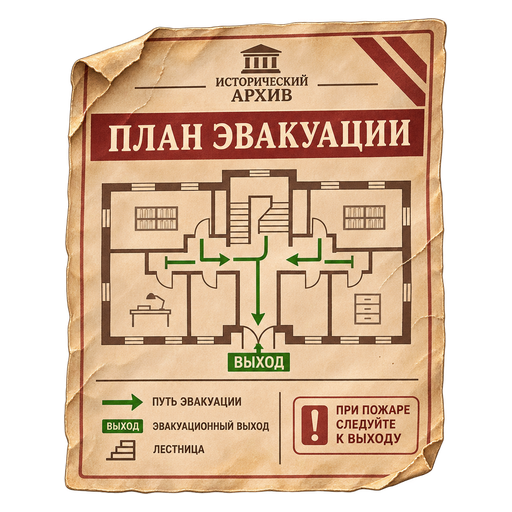 ИСТОРИЧЕСКИЙ
АРХИВ
ПЛАН ЭВАКУАЦИИ
ВЫХОД
ПУТЬ ЭВАКУАЦИИ
ВЫХОД
ЭВАКУАЦИОННЫЙ ВЫХОД
ЛЕСТНИЦА
!
ПРИ ПОЖАРЕ
СЛЕДУЙТЕ
К ВЫХОДУ